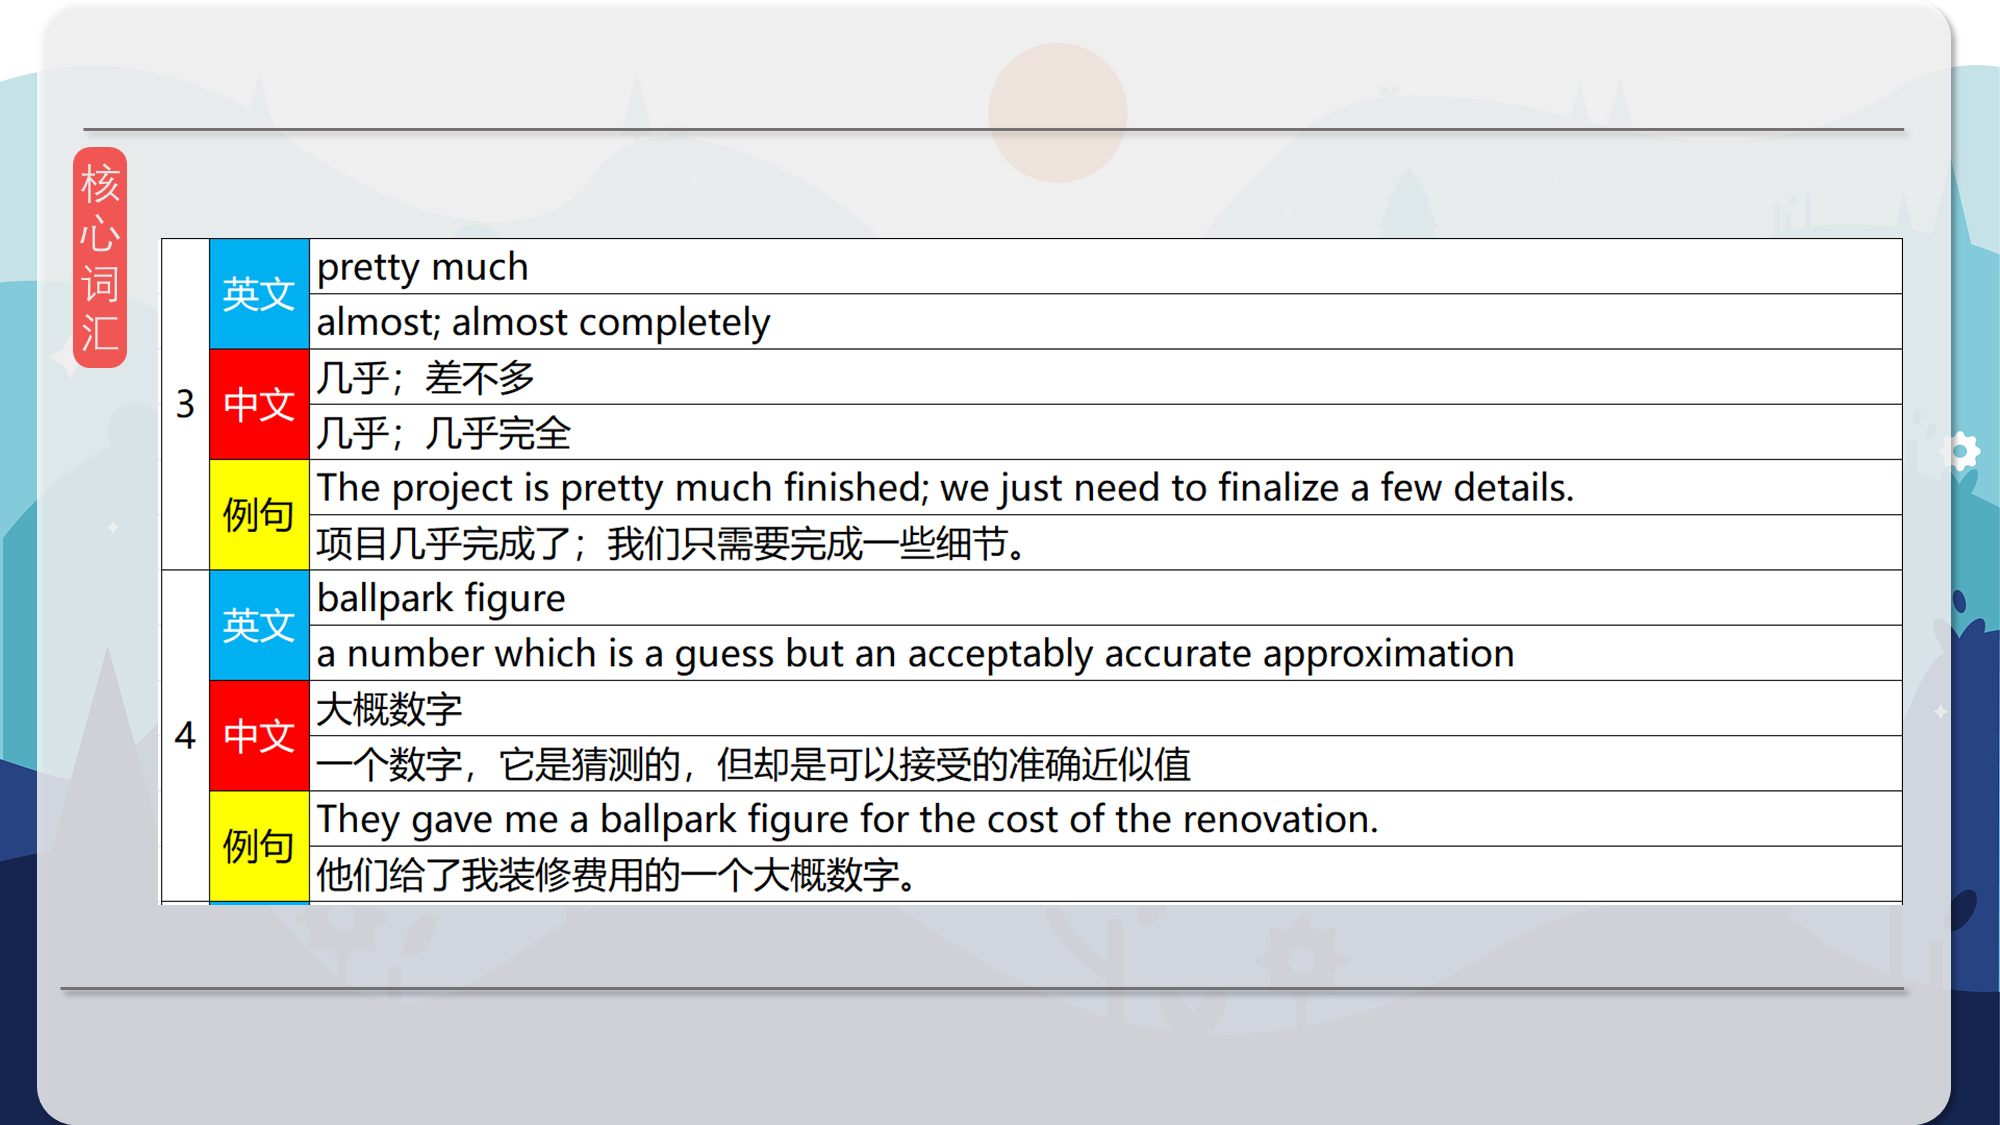 核心词汇
3
英文
pretty much
almost; almost completely
中文
几乎；差不多
几乎；几乎完全
例句
The project is pretty much finished; we just need to finalize a few details.
项目几乎完成了；我们只需要完成一些细节。
4
英文
ballpark figure
a number which is a guess but an acceptably accurate approximation
中文
大概数字
一个数字，它是猜测的，但却是可以接受的准确近似值
例句
They gave me a ballpark figure for the cost of the renovation.
他们给了我装修费用的一个大概数字。